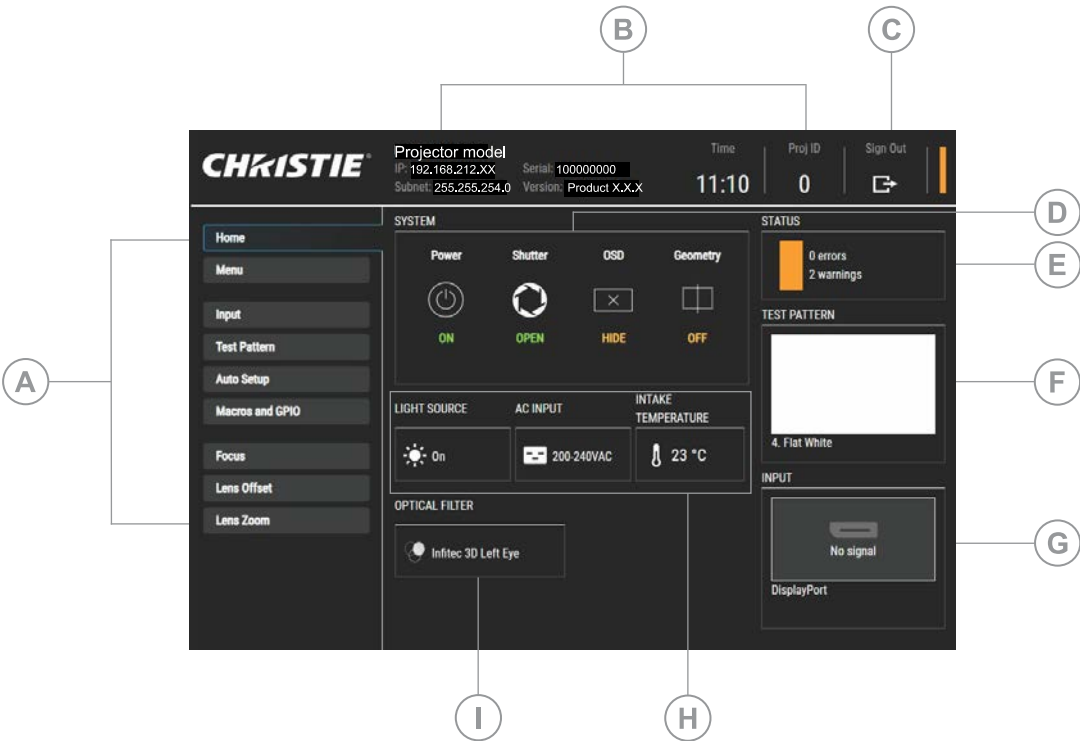 B
C
CHRISTIE®
Projector model
IP: 192.168.212.XX Serial: 100000000
Subnet: 255.255.254.0 Version: Product X.X.X
Time
11:10
Proj ID
0
Sign Out
A
Home
Menu
Input
Test Pattern
Auto Setup
Macros and GPIO
Focus
Lens Offset
Lens Zoom
SYSTEM
Power Shutter OSD Geometry
ON OPEN HIDE OFF
D
STATUS
0 errors
2 warnings
E
TEST PATTERN
4. Flat White
F
LIGHT SOURCE
On
AC INPUT
200-240VAC
INTAKE
TEMPERATURE
23 °C
INPUT
No signal
DisplayPort
G
OPTICAL FILTER
Infitec 3D Left Eye
I
H